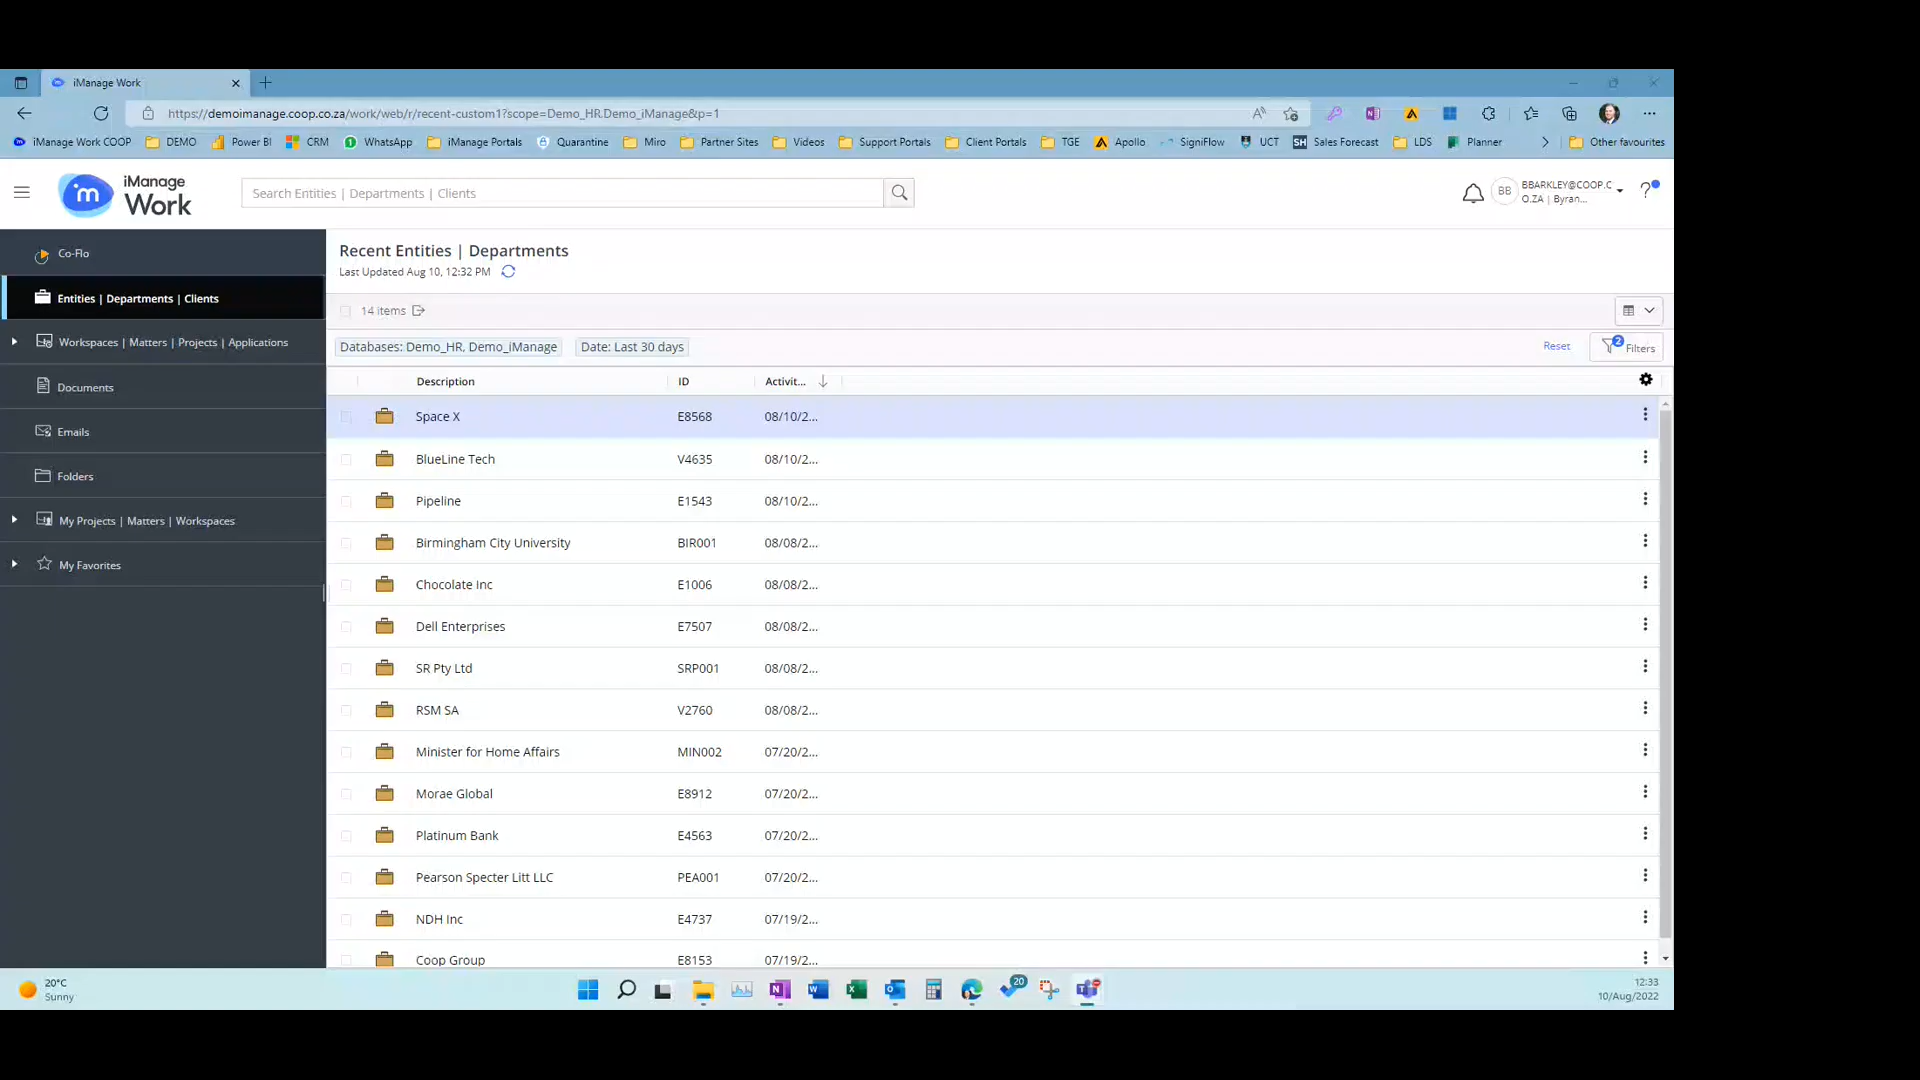 iManage Work
https://demoimanage.coop.co.za/work/web/r/recent-custom1?scope=Demo_HR.Demo_iManage&p=1
iManage Work COOP DEMO Power BI CRM WhatsApp iManage Portals Quarantine Miro Partner Sites Videos Support Portals Client Portals TGE Apollo SigniFlow UCT SH Sales Forecast LDS Planner Other favourites
m iManage Work
Search Entities | Departments | Clients
BB BBARKLEY@COOP.C
O.ZA | Byran...
?
Co-Flo
Entities | Departments | Clients
Workspaces | Matters | Projects | Applications
Documents
Emails
Folders
My Projects | Matters | Workspaces
My Favorites
Recent Entities | Departments
Last Updated Aug 10, 12:32 PM
14 items
Databases: Demo_HR, Demo_iManage Date: Last 30 days Reset 2 Filters
Description ID Activit...
Space X E8568 08/10/2...
BlueLine Tech V4635 08/10/2...
Pipeline E1543 08/10/2...
Birmingham City University BIR001 08/08/2...
Chocolate Inc E1006 08/08/2...
Dell Enterprises E7507 08/08/2...
SR Pty Ltd SRP001 08/08/2...
RSM SA V2760 08/08/2...
Minister for Home Affairs MIN002 07/20/2...
Morae Global E8912 07/20/2...
Platinum Bank E4563 07/20/2...
Pearson Specter Litt LLC PEA001 07/20/2...
NDH Inc E4737 07/19/2...
Coop Group E8153 07/19/2...
20°C
Sunny
20
12:33
10/Aug/2022